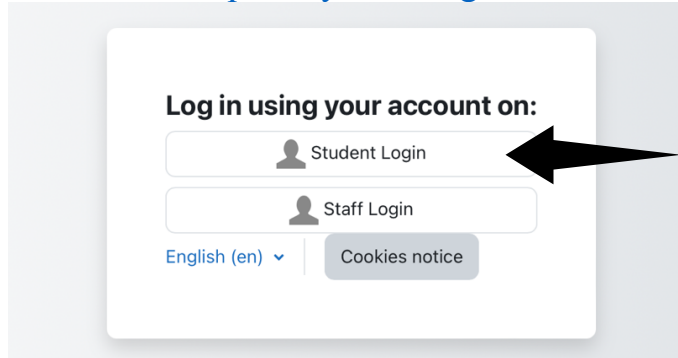 Log in using your account on:
Student Login
Staff Login
English (en)
Cookies notice